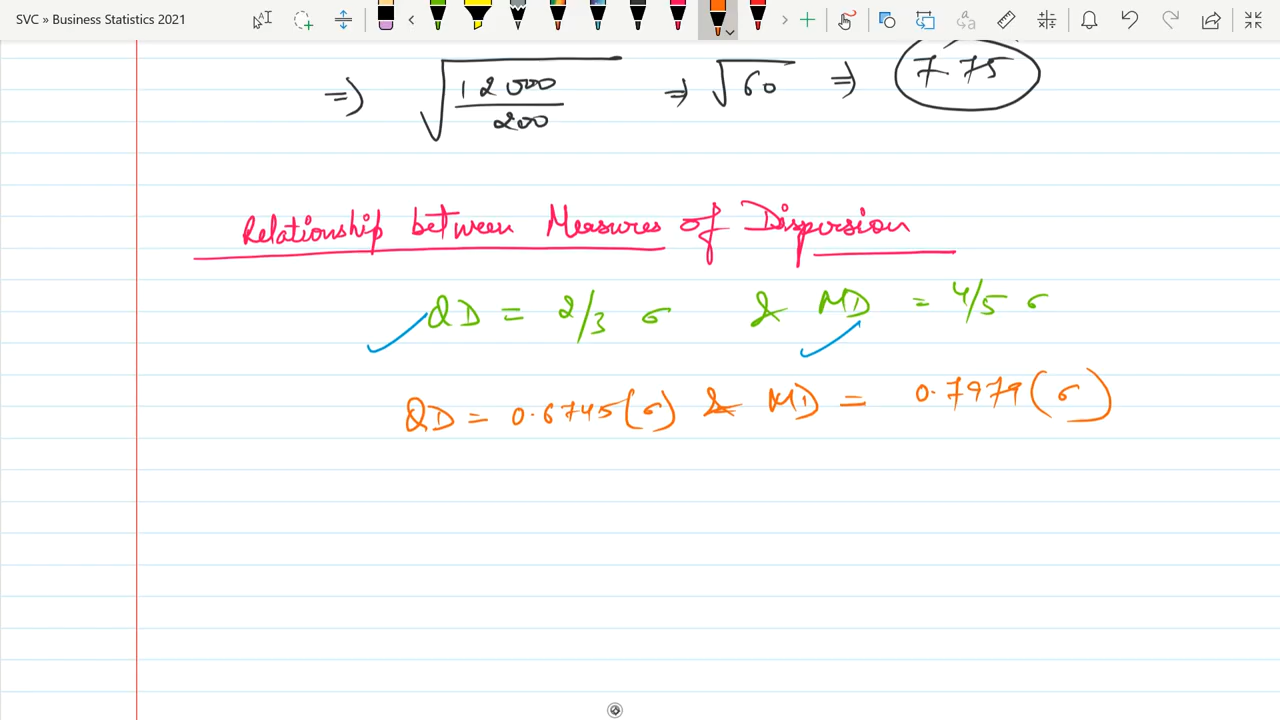 SVC » Business Statistics 2021
=) √12000/200 => √60 => 7.75
Relationship between Measures of Dispersion
QD = 2/3 σ & MD = 4/5 σ
QD = 0.6745(σ) & MD = 0.7979(σ)